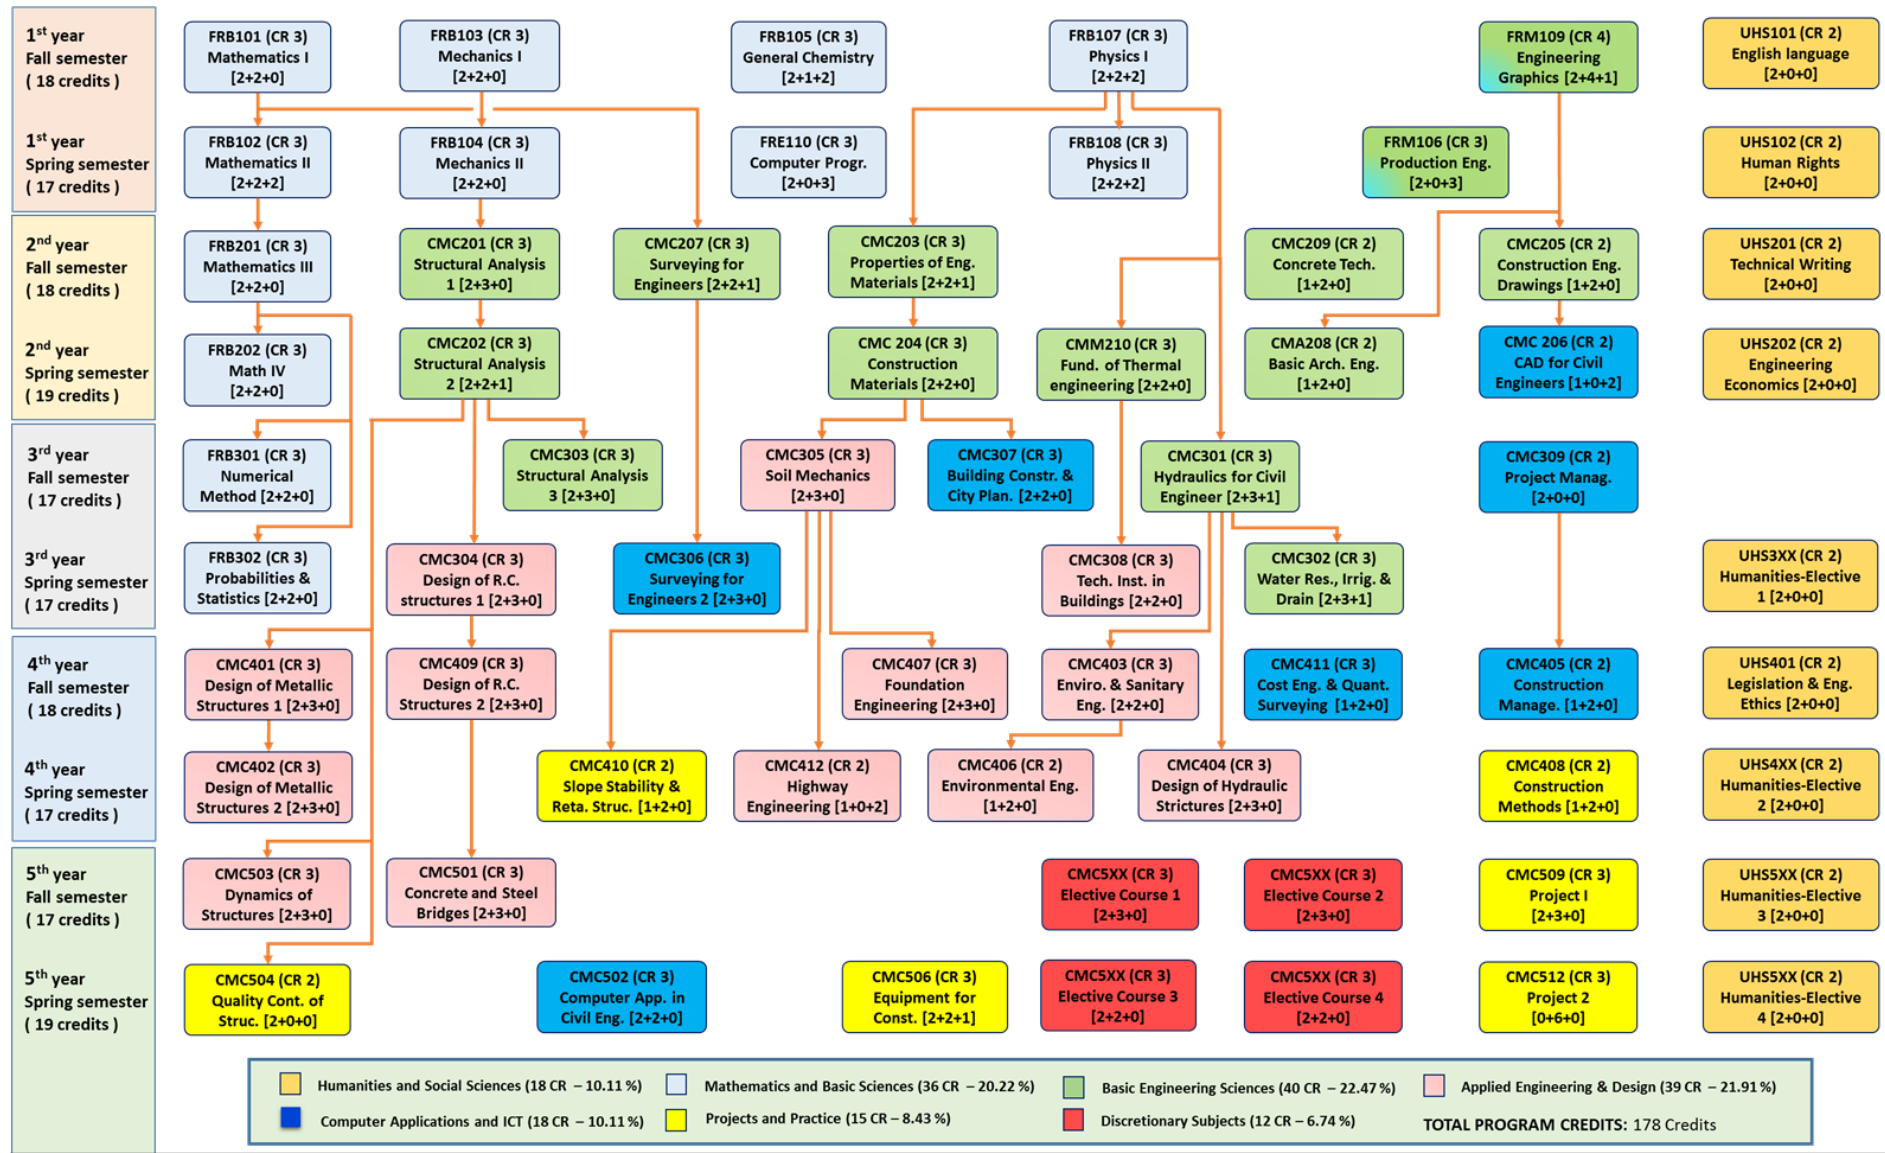 1st year
Fall semester
( 18 credits )
FRB101 (CR 3)
Mathematics I
[2+2+0]
FRB103 (CR 3)
Mechanics I
[2+2+0]
FRB105 (CR 3)
General Chemistry
[2+1+2]
FRB107 (CR 3)
Physics I
[2+2+2]
FRM109 (CR 4)
Engineering
Graphics [2+4+1]
UHS101 (CR 2)
English language
[2+0+0]
1st year
Spring semester
( 17 credits )
FRB102 (CR 3)
Mathematics II
[2+2+2]
FRB104 (CR 3)
Mechanics II
[2+2+0]
FRE110 (CR 3)
Computer Progr.
[2+0+3]
FRB108 (CR 3)
Physics II
[2+2+2]
FRM106 (CR 3)
Production Eng.
[2+0+3]
UHS102 (CR 2)
Human Rights
[2+0+0]
2nd year
Fall semester
( 18 credits )
FRB201 (CR 3)
Mathematics III
[2+2+0]
CMC201 (CR 3)
Structural Analysis
1 [2+3+0]
CMC207 (CR 3)
Surveying for
Engineers [2+2+1]
CMC203 (CR 3)
Properties of Eng.
Materials [2+2+1]
CMC209 (CR 2)
Concrete Tech.
[1+2+0]
CMC205 (CR 2)
Construction Eng.
Drawings [1+2+0]
UHS201 (CR 2)
Technical Writing
[2+0+0]
2nd year
Spring semester
( 19 credits )
FRB202 (CR 3)
Math IV
[2+2+0]
CMC202 (CR 3)
Structural Analysis
2 [2+2+1]
CMC 204 (CR 3)
Construction
Materials [2+2+0]
CMM210 (CR 3)
Fund. of Thermal
engineering [2+2+0]
CMA208 (CR 2)
Basic Arch. Eng.
[1+2+0]
CMC 206 (CR 2)
CAD for Civil
Engineers [1+0+2]
UHS202 (CR 2)
Engineering
Economics [2+0+0]
3rd year
Fall semester
( 17 credits )
FRB301 (CR 3)
Numerical
Method [2+2+0]
CMC303 (CR 3)
Structural Analysis
3 [2+3+0]
CMC305 (CR 3)
Soil Mechanics
[2+3+0]
CMC307 (CR 3)
Building Constr. &
City Plan. [2+2+0]
CMC301 (CR 3)
Hydraulics for Civil
Engineer [2+3+1]
CMC309 (CR 2)
Project Manag.
[2+0+0]
3rd year
Spring semester
( 17 credits )
FRB302 (CR 3)
Probabilities &
Statistics [2+2+0]
CMC304 (CR 3)
Design of R.C.
structures 1 [2+3+0]
CMC306 (CR 3)
Surveying for
Engineers 2 [2+3+0]
CMC308 (CR 3)
Tech. Inst. in
Buildings [2+2+0]
CMC302 (CR 3)
Water Res., Irrig. &
Drain [2+3+1]
UHS3XX (CR 2)
Humanities-Elective
1 [2+0+0]
4th year
Fall semester
( 18 credits )
CMC401 (CR 3)
Design of Metallic
Structures 1 [2+3+0]
CMC409 (CR 3)
Design of R.C.
Structures 2 [2+3+0]
CMC407 (CR 3)
Foundation
Engineering [2+3+0]
CMC403 (CR 3)
Enviro. & Sanitary
Eng. [2+2+0]
CMC411 (CR 3)
Cost Eng. & Quant.
Surveying [1+2+0]
CMC405 (CR 2)
Construction
Manage. [1+2+0]
UHS401 (CR 2)
Legislation & Eng.
Ethics [2+0+0]
4th year
Spring semester
( 17 credits )
CMC402 (CR 3)
Design of Metallic
Structures 2 [2+3+0]
CMC410 (CR 2)
Slope Stability &
Reta. Struc. [1+2+0]
CMC412 (CR 2)
Highway
Engineering [1+0+2]
CMC406 (CR 2)
Environmental Eng.
[1+2+0]
CMC404 (CR 3)
Design of Hydraulic
Strictures [2+3+0]
CMC408 (CR 2)
Construction
Methods [1+2+0]
UHS4XX (CR 2)
Humanities-Elective
2 [2+0+0]
5th year
Fall semester
( 17 credits )
CMC503 (CR 3)
Dynamics of
Structures [2+3+0]
CMC501 (CR 3)
Concrete and Steel
Bridges [2+3+0]
CMC5XX (CR 3)
Elective Course 1
[2+3+0]
CMC5XX (CR 3)
Elective Course 2
[2+3+0]
CMC509 (CR 3)
Project I
[2+3+0]
UHS5XX (CR 2)
Humanities-Elective
3 [2+0+0]
5th year
Spring semester
( 19 credits )
CMC504 (CR 2)
Quality Cont. of
Struc. [2+0+0]
CMC502 (CR 3)
Computer App. in
Civil Eng. [2+2+0]
CMC506 (CR 3)
Equipment for
Const. [2+2+1]
CMC5XX (CR 3)
Elective Course 3
[2+2+0]
CMC5XX (CR 3)
Elective Course 4
[2+2+0]
CMC512 (CR 3)
Project 2
[0+6+0]
UHS5XX (CR 2)
Humanities-Elective
4 [2+0+0]
Humanities and Social Sciences (18 CR – 10.11 %)
Mathematics and Basic Sciences (36 CR – 20.22 %)
Basic Engineering Sciences (40 CR – 22.47 %)
Applied Engineering & Design (39 CR – 21.91 %)
Computer Applications and ICT (18 CR – 10.11 %)
Projects and Practice (15 CR – 8.43 %)
Discretionary Subjects (12 CR – 6.74 %)
TOTAL PROGRAM CREDITS: 178 Credits